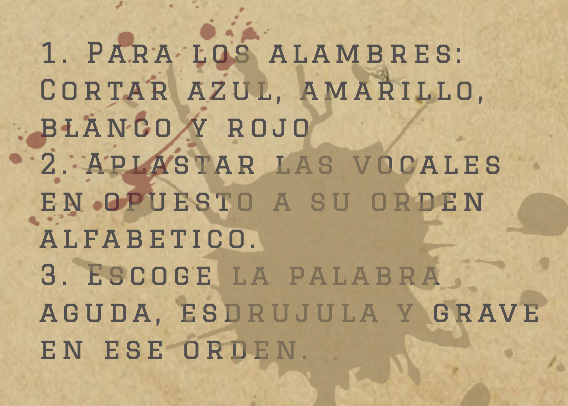 1. Para los alambres:
Cortar azul, amarillo,
blanco y rojo
2. Aplastar las vocales
en opuesto a su orden
alfabetico.
3. Escoge la palabra
aguda, esdrujula y grave
en ese orden.